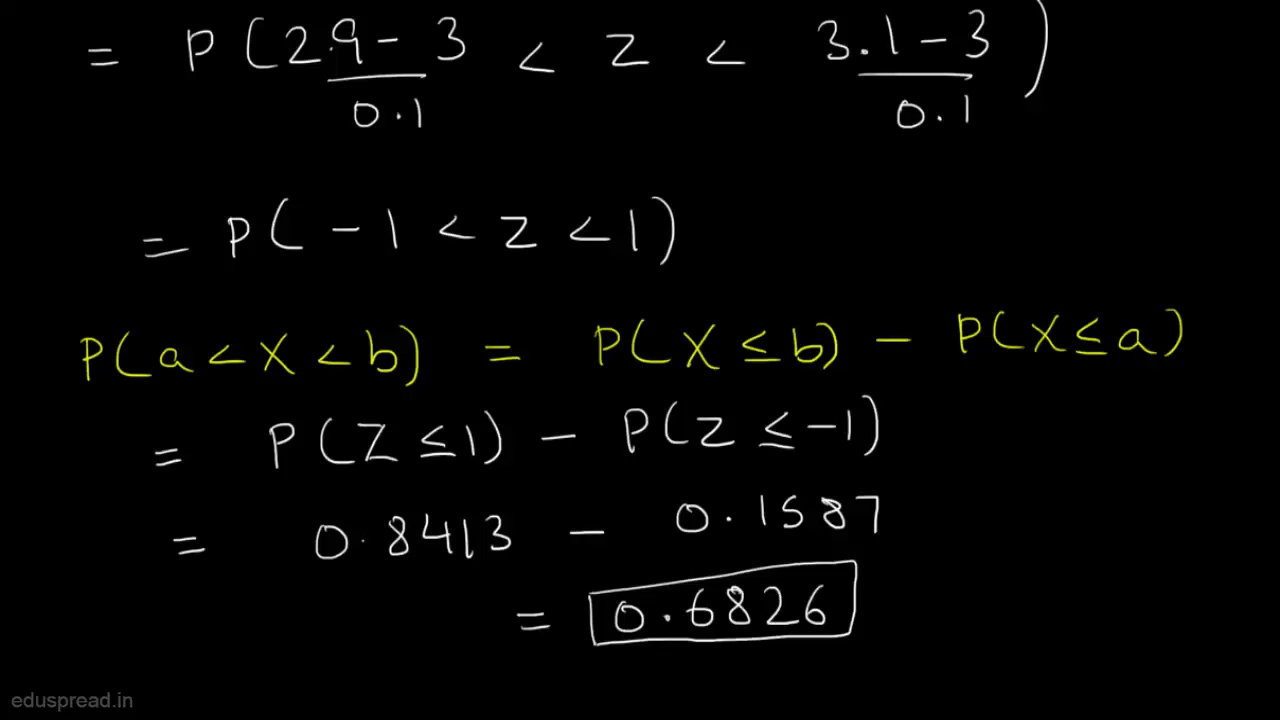 = P(2.9 - 3 / 0.1 < Z < 3.1 - 3 / 0.1)
= P(-1 < Z < 1)
P(a < X < b) = P(X ≤ b) - P(X ≤ a)
= P(Z ≤ 1) - P(Z ≤ -1)
= 0.8413 - 0.1587
= 0.6826
eduspread.in